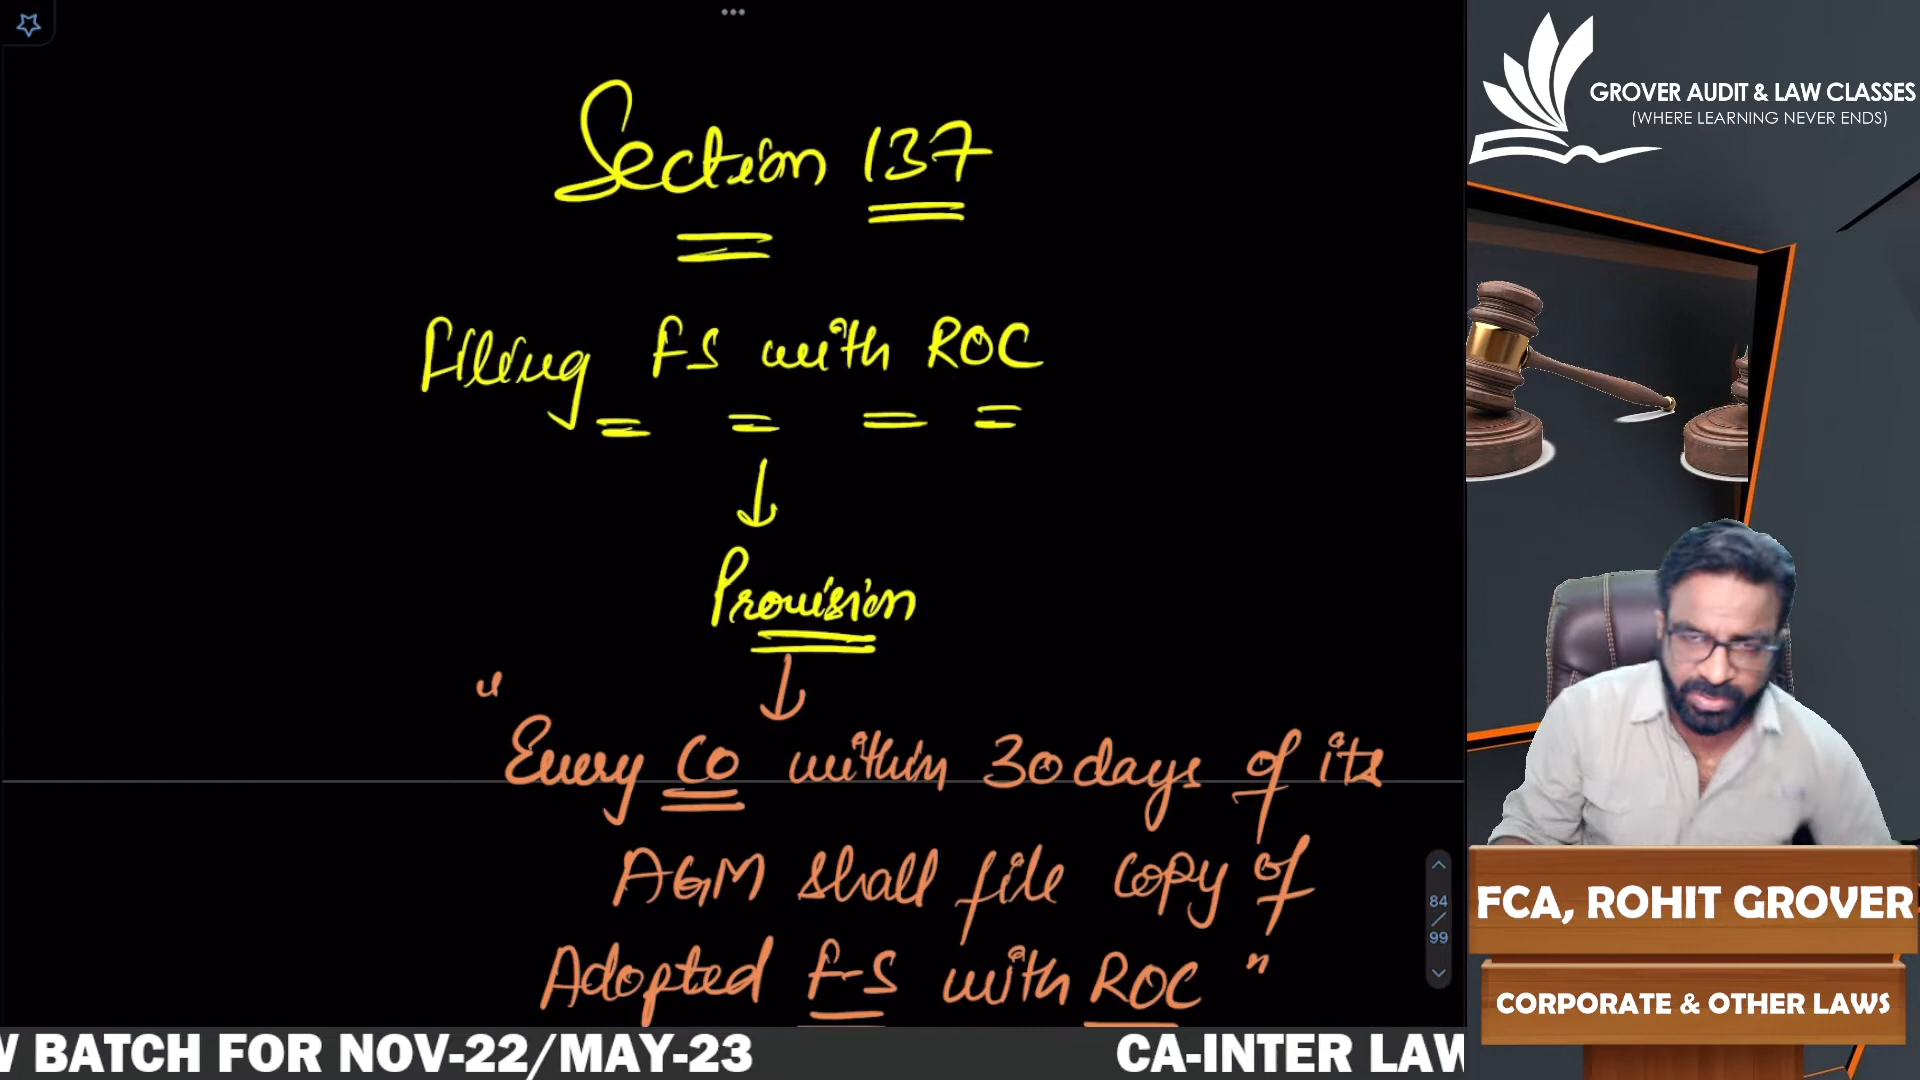 Section 137
Filing FS with ROC
Provision
"Every Co within 30 days of its
AGM shall file copy of
Adopted F-S with ROC"
84
99
GROVER AUDIT & LAW CLASSES
(WHERE LEARNING NEVER ENDS)
FCA, ROHIT GROVER
CORPORATE & OTHER LAWS
W BATCH FOR NOV-22/MAY-23 CA-INTER LAW